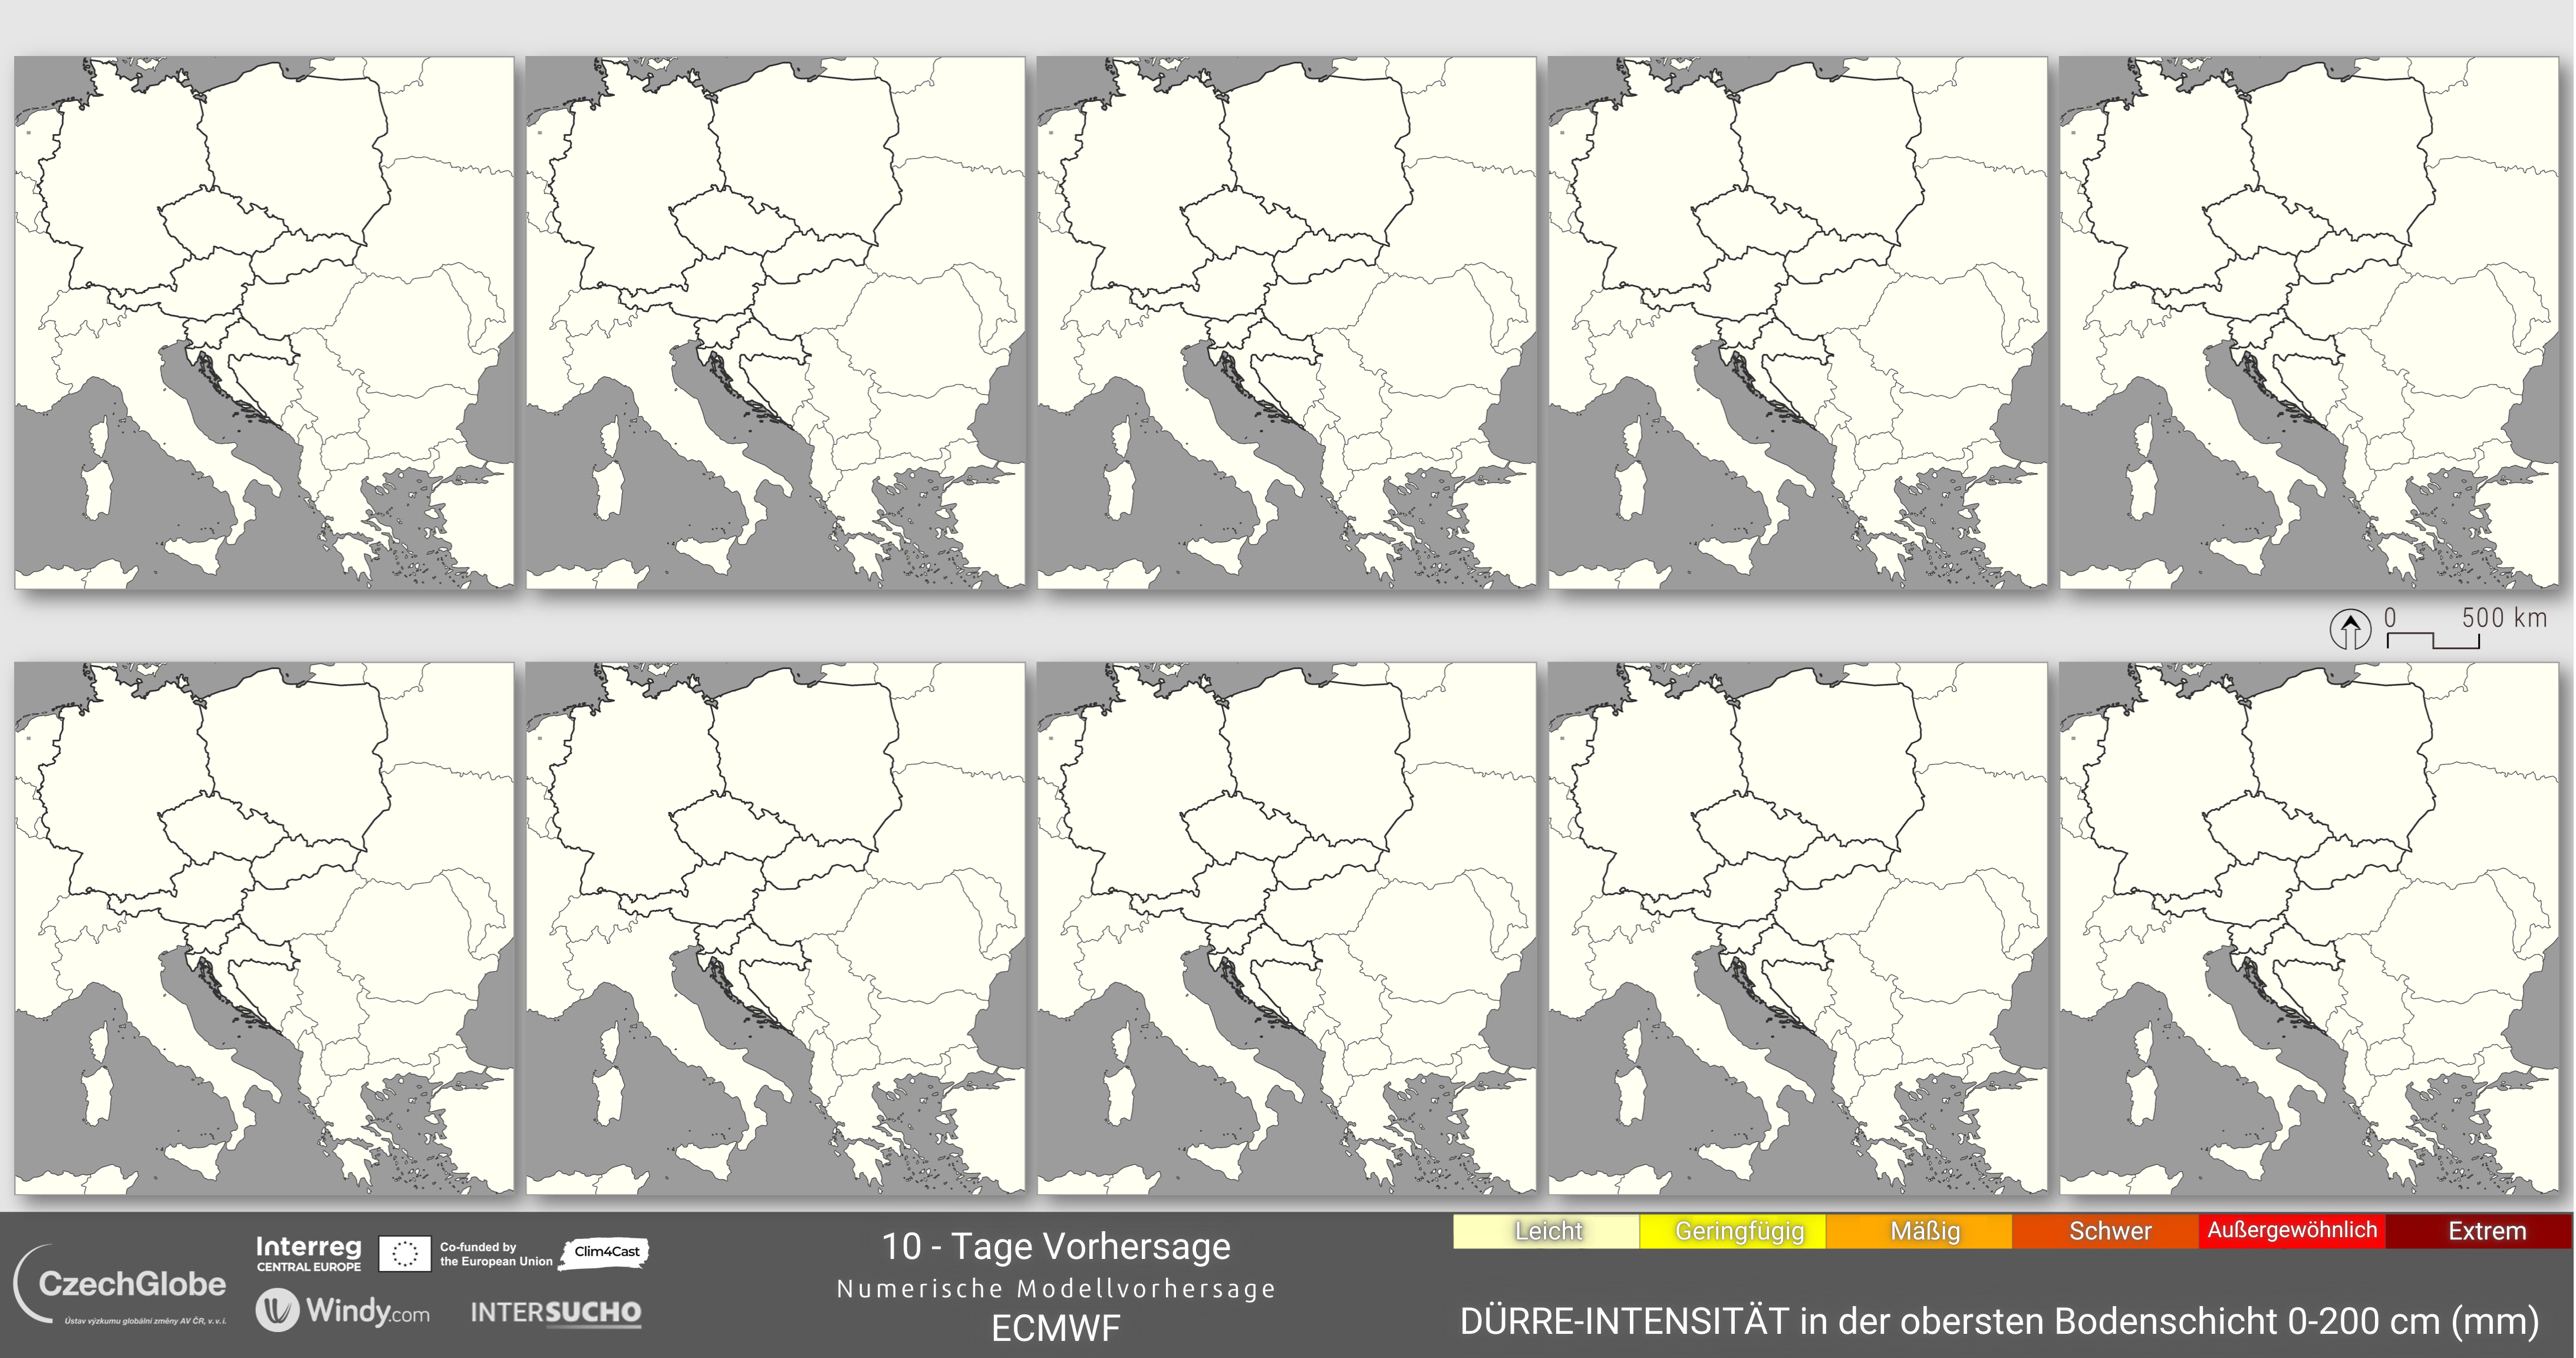 0 500 km
Interreg
CENTRAL EUROPE
Co-funded by
the European Union
Clim4Cast
CzechGlobe
Ústav výzkumu globální změny AV ČR, v. v. i.
Windy.com
INTERSUCHO
10 - Tage Vorhersage
Numerische Modellvorhersage
ECMWF
Leicht Geringfügig Mäßig Schwer Außergewöhnlich Extrem
DÜRRE-INTENSITÄT in der obersten Bodenschicht 0-200 cm (mm)